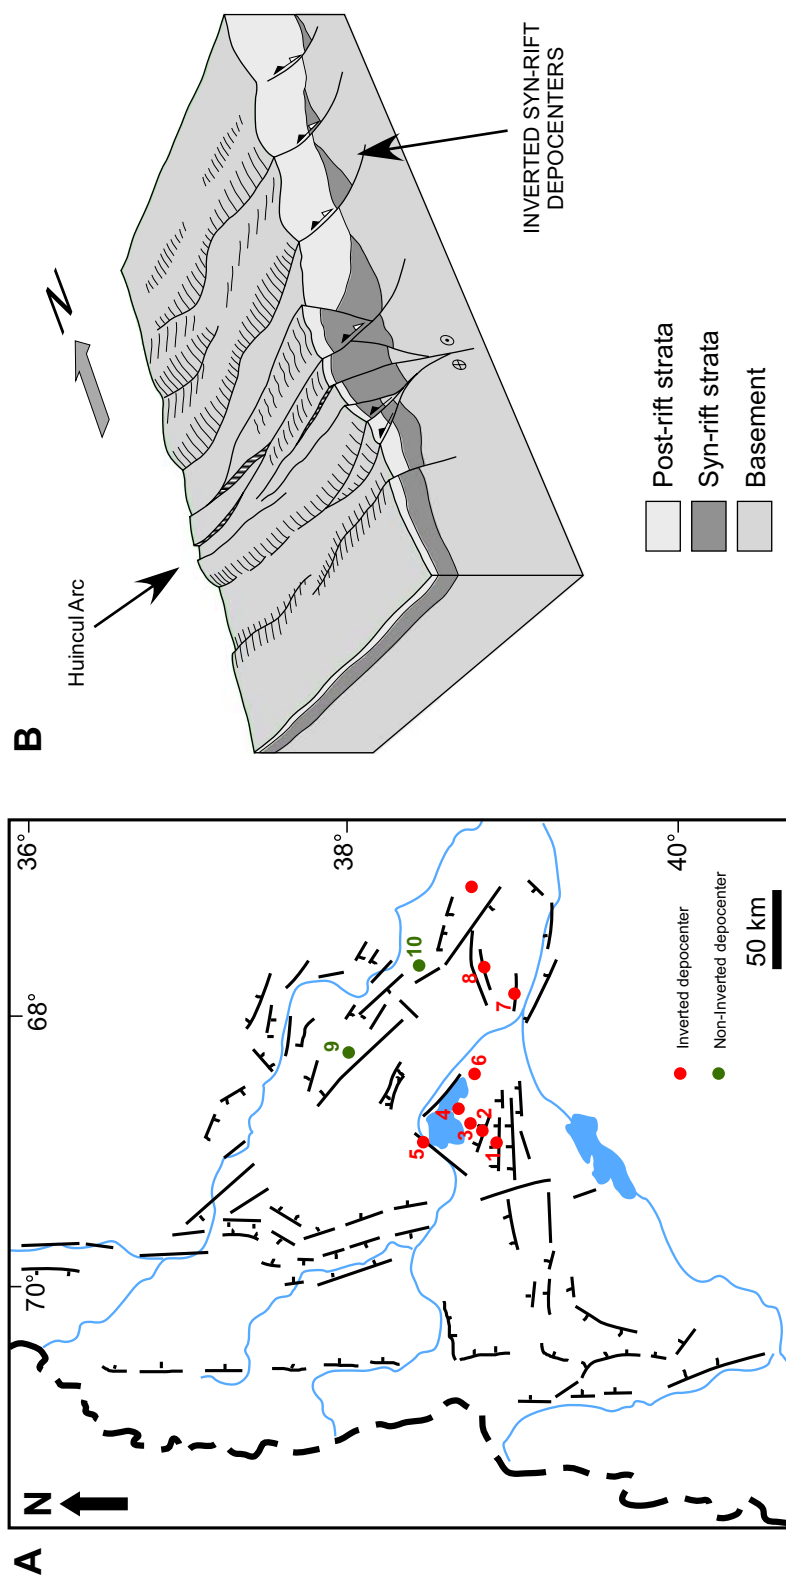 A
N
70°
68°
36°
38°
40°
5
4
3
2
1
6
7
8
9
10
Inverted depocenter
Non-Inverted depocenter
50 km
B
Huincul Arc
N
INVERTED SYN-RIFT
DEPOCENTERS
Post-rift strata
Syn-rift strata
Basement